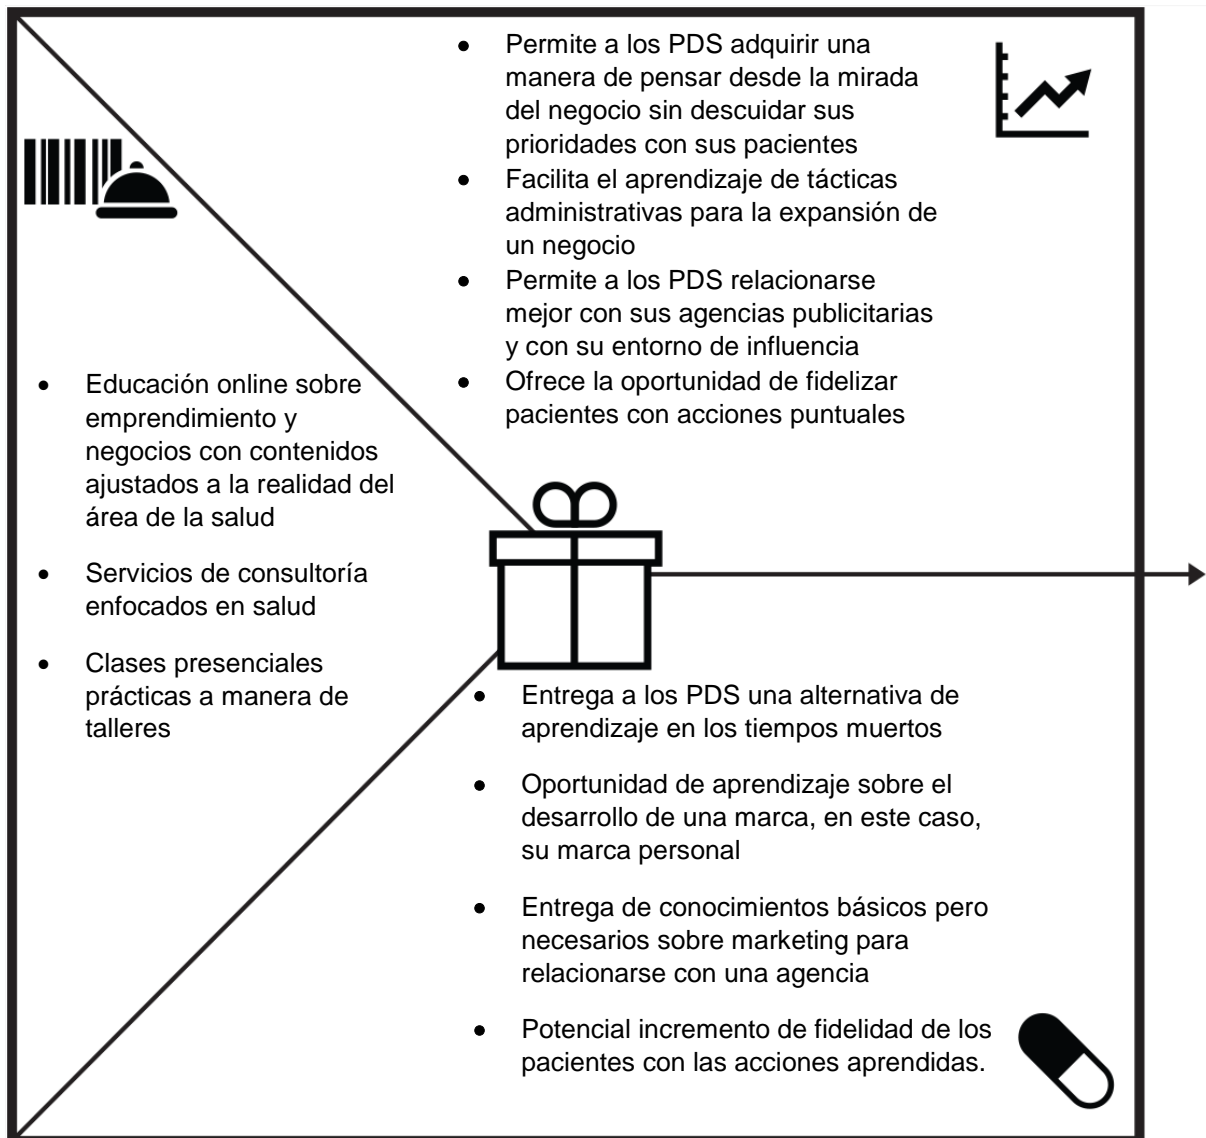 • Permite a los PDS adquirir una
manera de pensar desde la mirada
del negocio sin descuidar sus
prioridades con sus pacientes
• Facilita el aprendizaje de tácticas
administrativas para la expansión de
un negocio
• Permite a los PDS relacionarse
mejor con sus agencias publicitarias
y con su entorno de influencia
• Ofrece la oportunidad de fidelizar
pacientes con acciones puntuales
• Educación online sobre
emprendimiento y
negocios con contenidos
ajustados a la realidad del
área de la salud
• Servicios de consultoría
enfocados en salud
• Clases presenciales
prácticas a manera de
talleres
• Entrega a los PDS una alternativa de
aprendizaje en los tiempos muertos
• Oportunidad de aprendizaje sobre el
desarrollo de una marca, en este caso,
su marca personal
• Entrega de conocimientos básicos pero
necesarios sobre marketing para
relacionarse con una agencia
• Potencial incremento de fidelidad de los
pacientes con las acciones aprendidas.